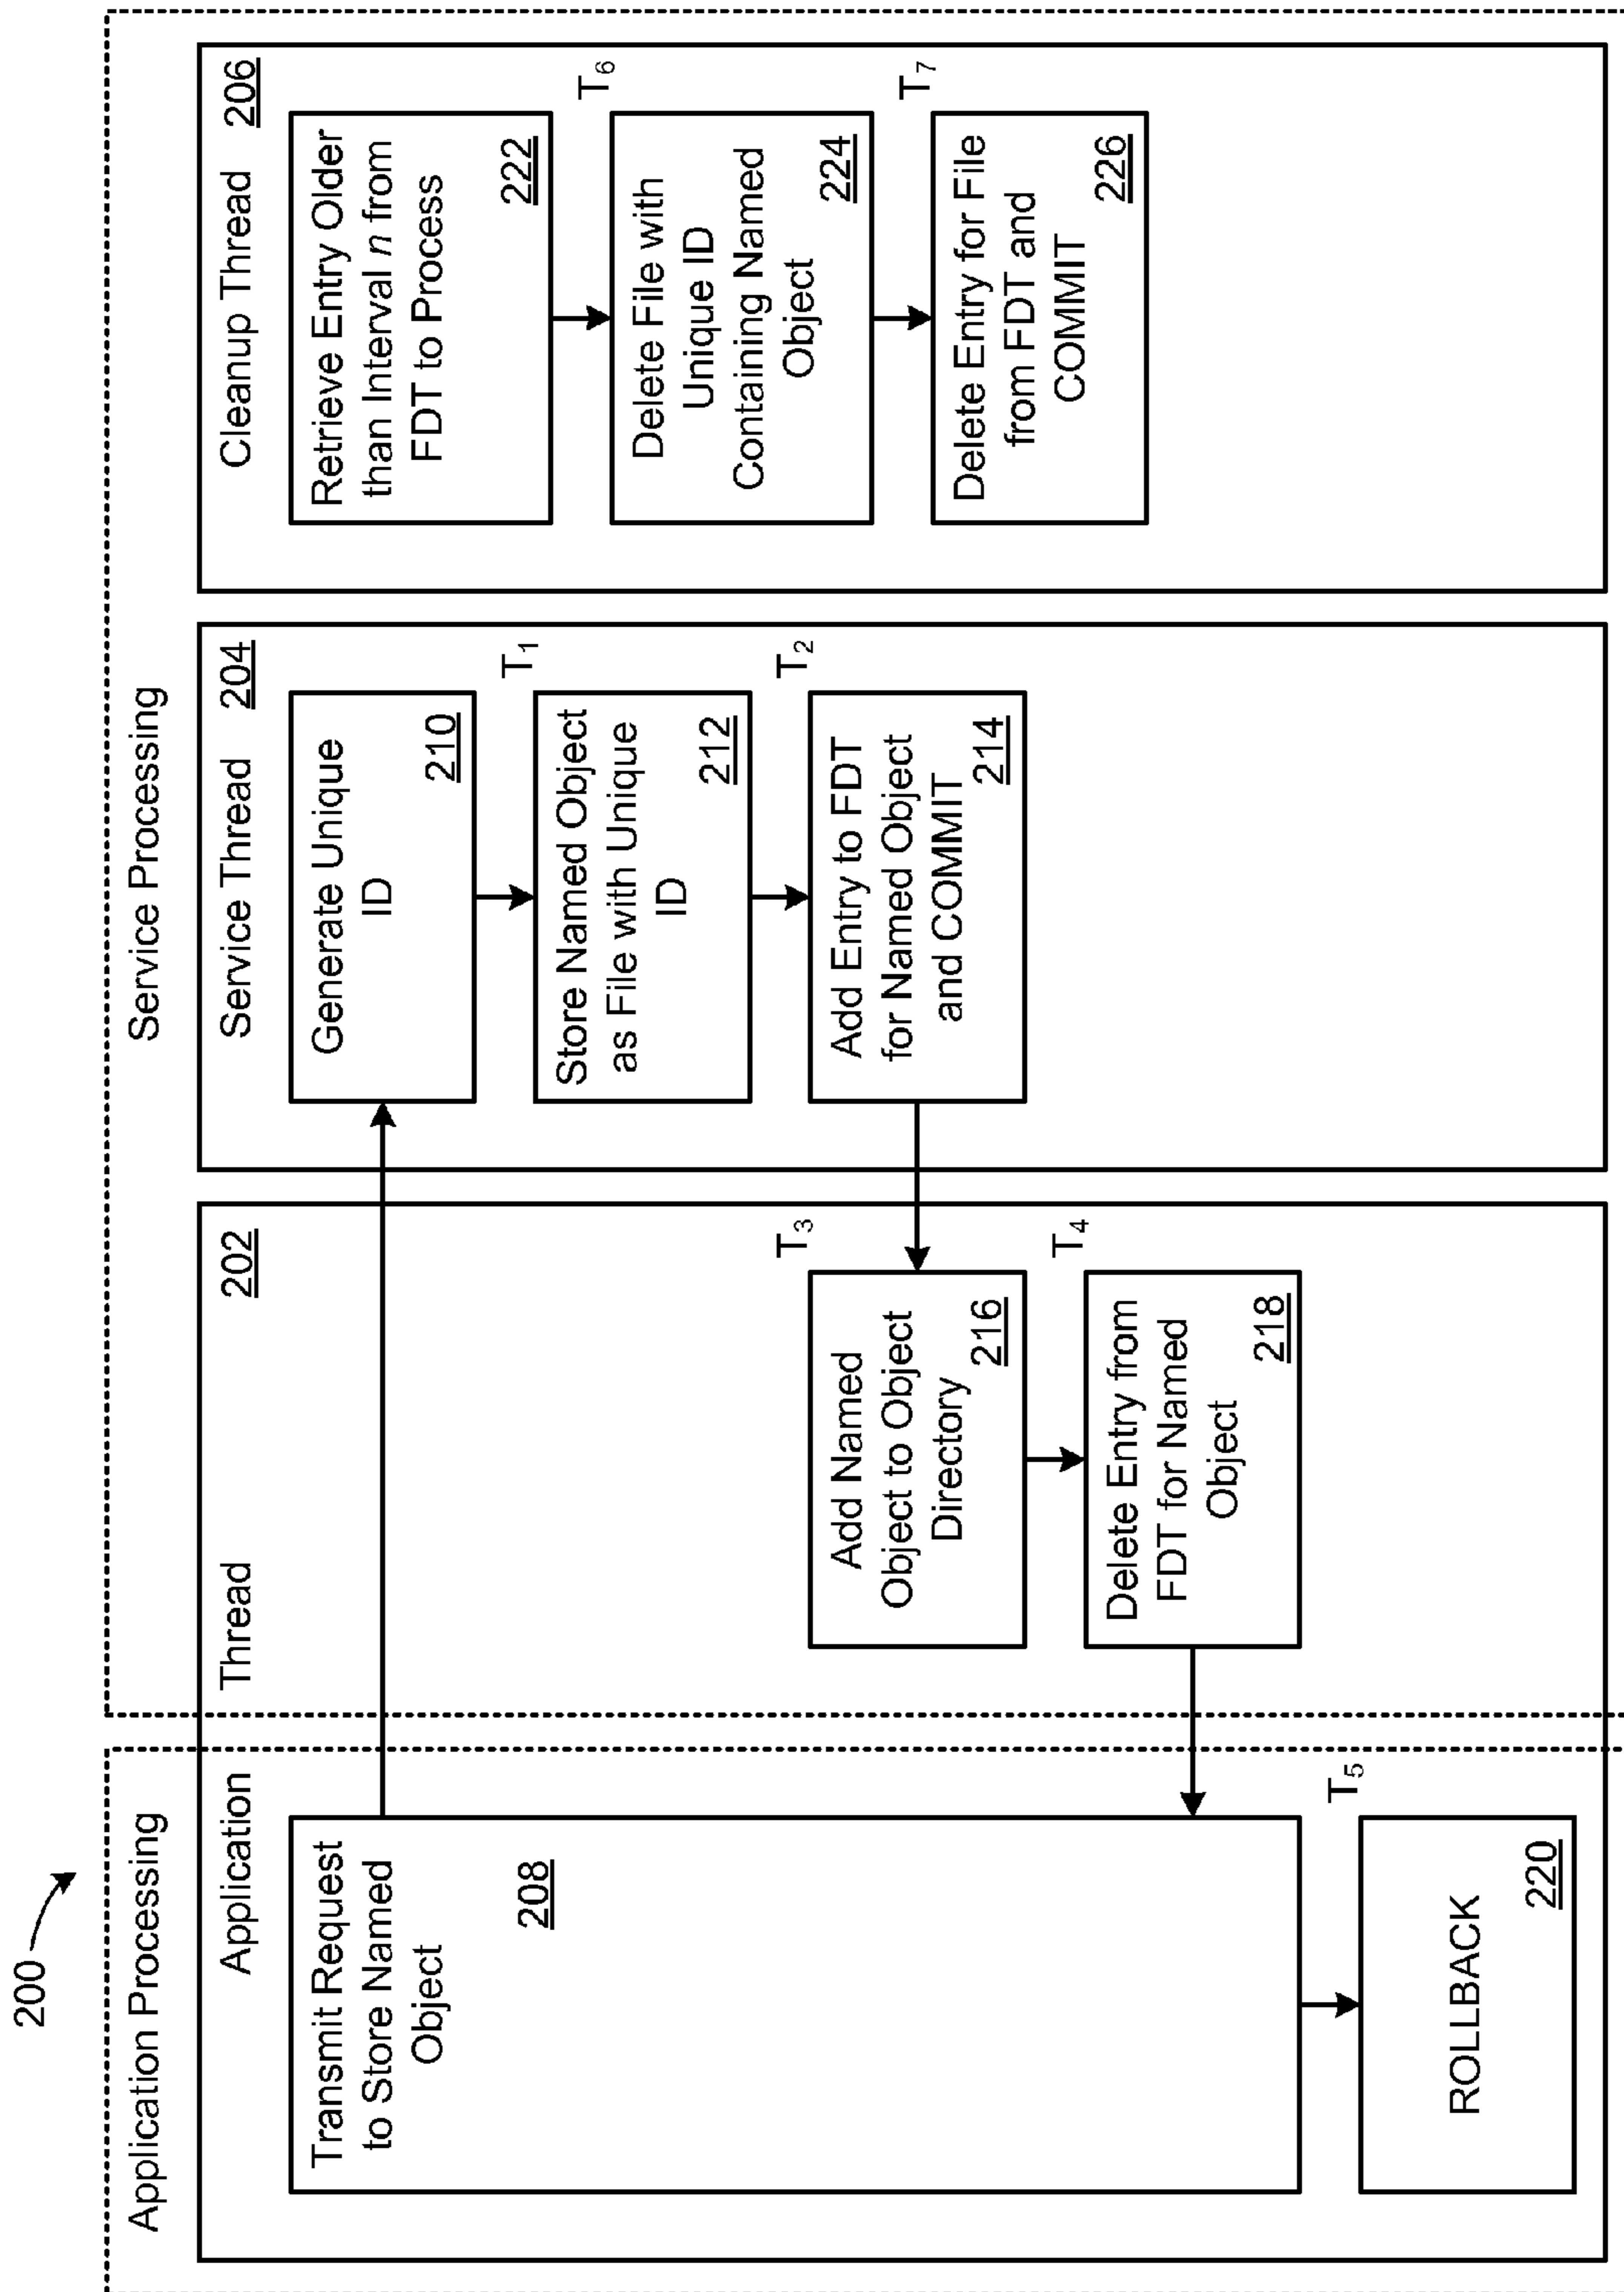 200
Application Processing
Service Processing
Application Thread 202
Transmit Request
to Store Named
Object
208
T3
Add Named
Object to Object
Directory
216
T4
Delete Entry from
FDT for Named
Object
218
T5
ROLLBACK
220
Service Thread 204
Generate Unique
ID
210
T1
Store Named Object
as File with Unique
ID
212
T2
Add Entry to FDT
for Named Object
and COMMIT
214
Cleanup Thread 206
Retrieve Entry Older
than Interval n from
FDT to Process
222
T6
Delete File with
Unique ID
Containing Named
Object
224
T7
Delete Entry for File
from FDT and
COMMIT
226